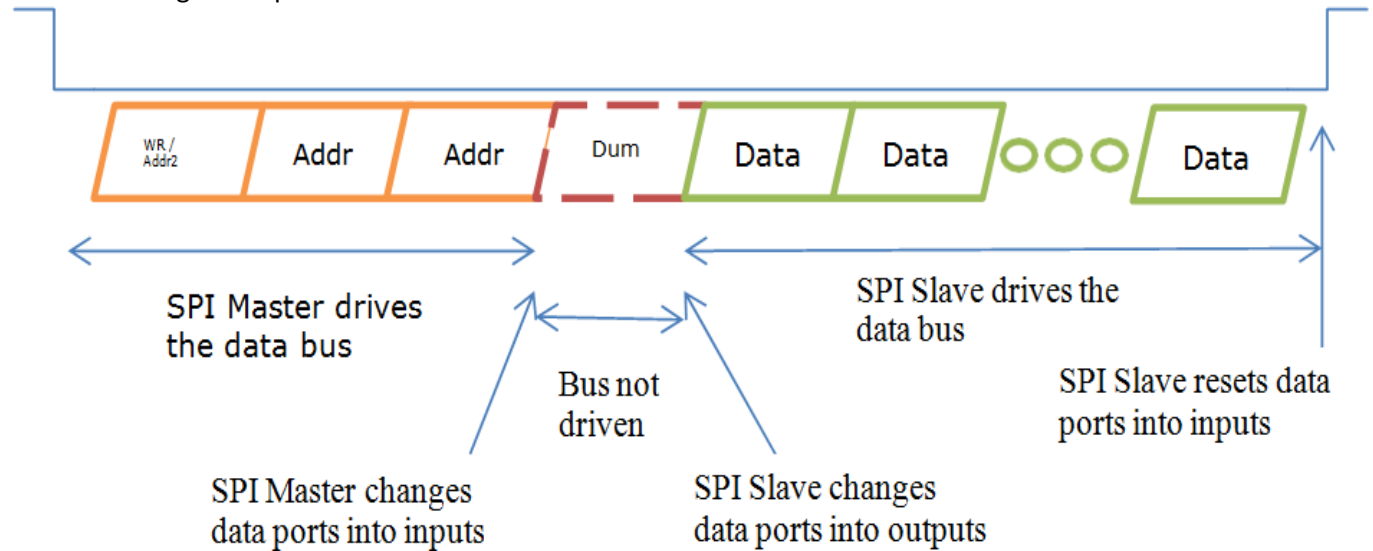 WR /
Addr2
Addr
Addr
Dum
Data
Data
Data
SPI Master drives
the data bus
Bus not
driven
SPI Slave drives the
data bus
SPI Slave resets data
ports into inputs
SPI Master changes
data ports into inputs
SPI Slave changes
data ports into outputs